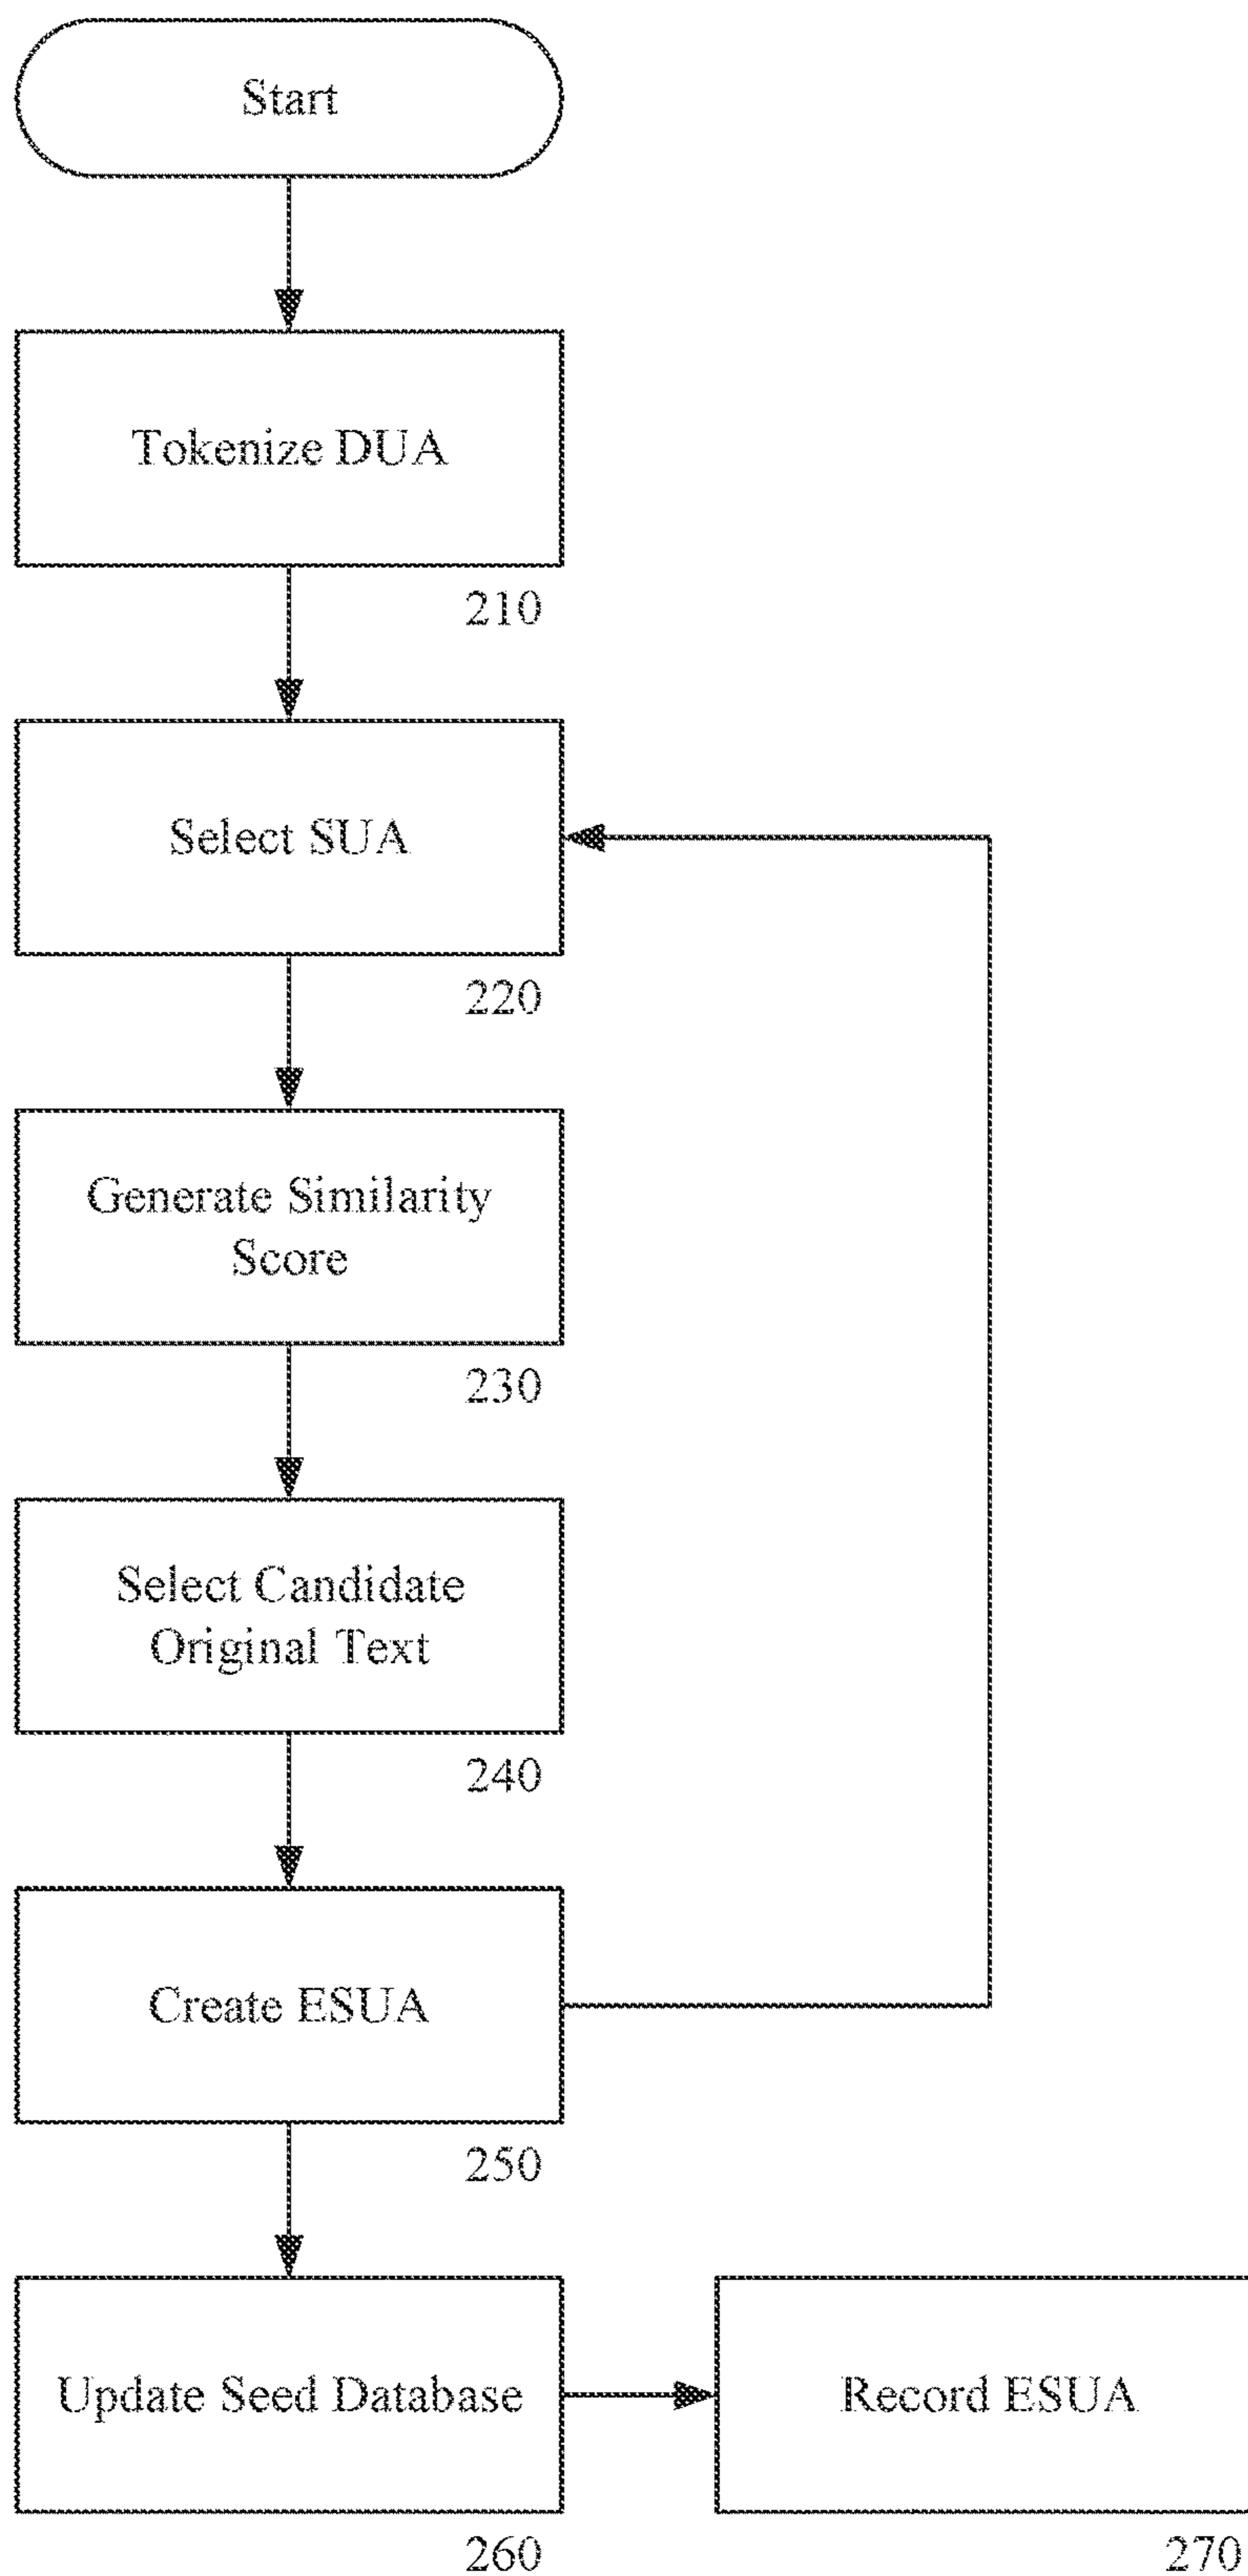 Start
Tokenize DUA
210
Select SUA
220
Generate Similarity
Score
230
Select Candidate
Original Text
240
Create ESUA
250
Update Seed Database
260
Record ESUA
270